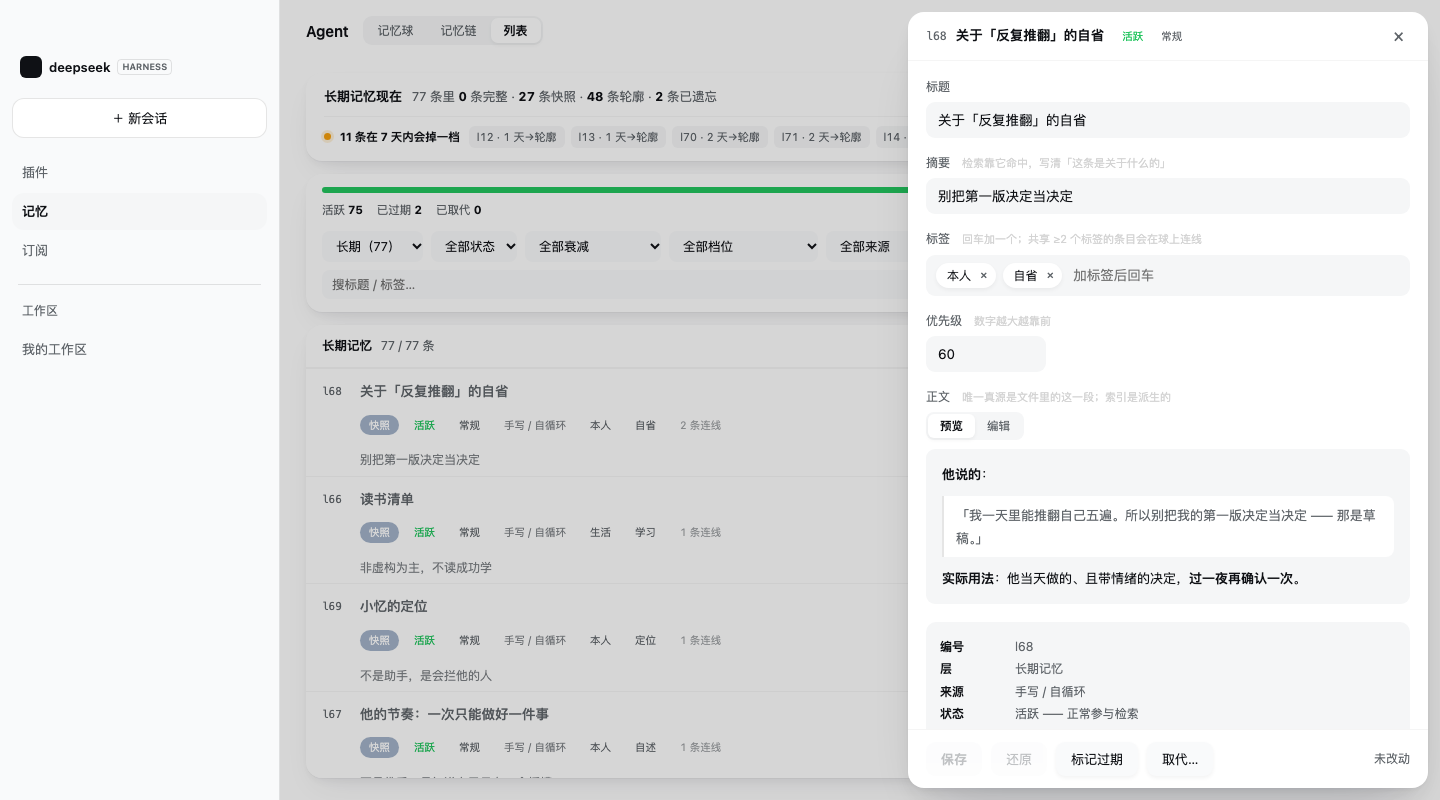 deepseek HARNESS
+ 新会话
插件
记忆
订阅
工作区
我的工作区
Agent 记忆球 记忆链 列表
长期记忆现在 77 条里 0 条完整 · 27 条快照 · 48 条轮廓 · 2 条已遗忘
11 条在 7 天内会掉一档 l12 · 1 天→轮廓 l13 · 1 天→轮廓 l70 · 2 天→轮廓 l71 · 2 天→轮廓 l14 ·
活跃 75 已过期 2 已取代 0
长期（77） 全部状态 全部衰减 全部档位 全部来源
搜标题 / 标签...
长期记忆 77 / 77 条
l68 关于「反复推翻」的自省
快照 活跃 常规 手写 / 自循环 本人 自省 2 条连线
别把第一版决定当决定
l66 读书清单
快照 活跃 常规 手写 / 自循环 生活 学习 1 条连线
非虚构为主，不读成功学
l69 小忆的定位
快照 活跃 常规 手写 / 自循环 本人 定位 1 条连线
不是助手，是会拦他的人
l67 他的节奏：一次只能做好一件事
快照 活跃 常规 手写 / 自循环 本人 自述 1 条连线
l68 关于「反复推翻」的自省 活跃 常规 ×
标题
关于「反复推翻」的自省
摘要 检索靠它命中，写清「这条是关于什么的」
别把第一版决定当决定
标签 回车加一个；共享 ≥2 个标签的条目会在球上连线
本人 × 自省 × 加标签后回车
优先级 数字越大越靠前
60
正文 唯一真源是文件里的这一段；索引是派生的
预览 编辑
他说的：
「我一天里能推翻自己五遍。所以别把我的第一版决定当决定 —— 那是草
稿。」
实际用法：他当天做的、且带情绪的决定，过一夜再确认一次。
编号 l68
层 长期记忆
来源 手写 / 自循环
状态 活跃 —— 正常参与检索
保存 还原 标记过期 取代... 未改动